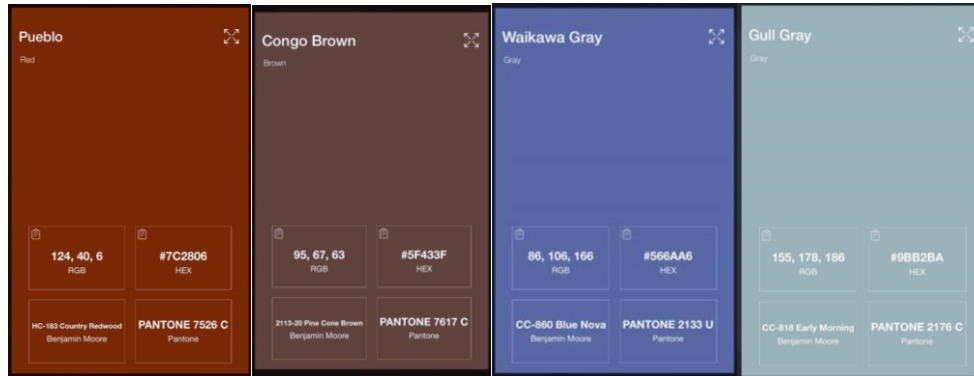 Pueblo
Red
124, 40, 6
RGB
#7C2806
HEX
HC-183 Country Redwood
Benjamin Moore
PANTONE 7526 C
Pantone
Congo Brown
Brown
95, 67, 63
RGB
#5F433F
HEX
2113-20 Pine Cone Brown
Benjamin Moore
PANTONE 7617 C
Pantone
Waikawa Gray
Gray
86, 106, 166
RGB
#566AA6
HEX
CC-860 Blue Nova
Benjamin Moore
PANTONE 2133 U
Pantone
Gull Gray
Gray
155, 178, 186
RGB
#9BB2BA
HEX
CC-818 Early Morning
Benjamin Moore
PANTONE 2176 C
Pantone